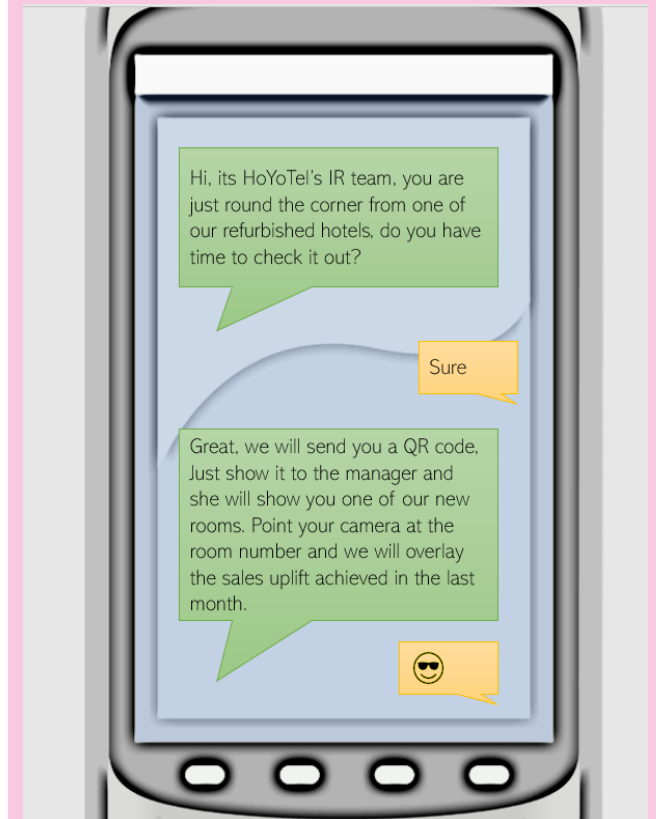 Hi, its HoYoTel's IR team, you are
just round the corner from one of
our refurbished hotels, do you have
time to check it out?
Sure
Great, we will send you a QR code,
Just show it to the manager and
she will show you one of our new
rooms. Point your camera at the
room number and we will overlay
the sales uplift achieved in the last
month.